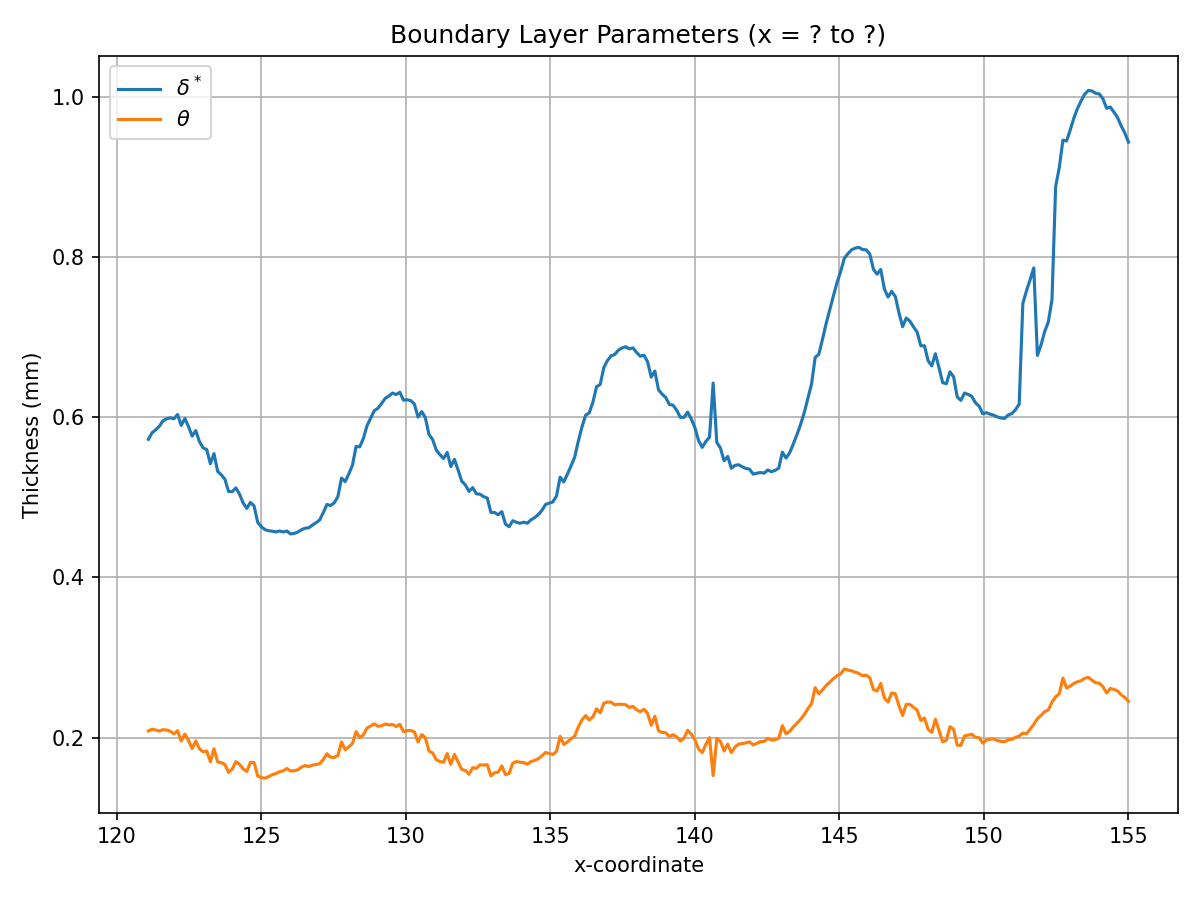 Boundary Layer Parameters (x = ? to ?)
δ*
θ
Thickness (mm)
1.0
0.8
0.6
0.4
0.2
120 125 130 135 140 145 150 155
x-coordinate